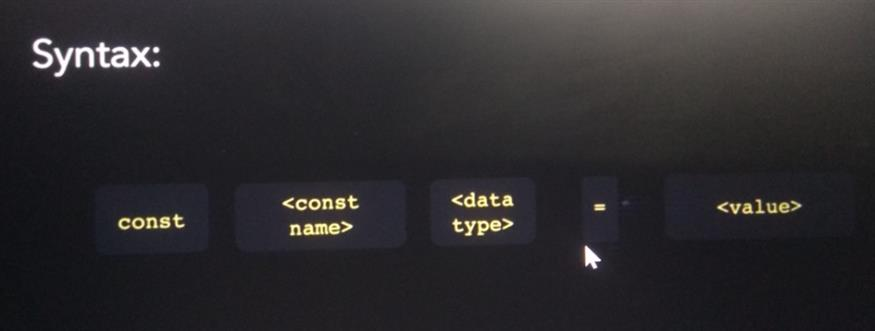 Syntax:
const <const name> <data type> = <value>